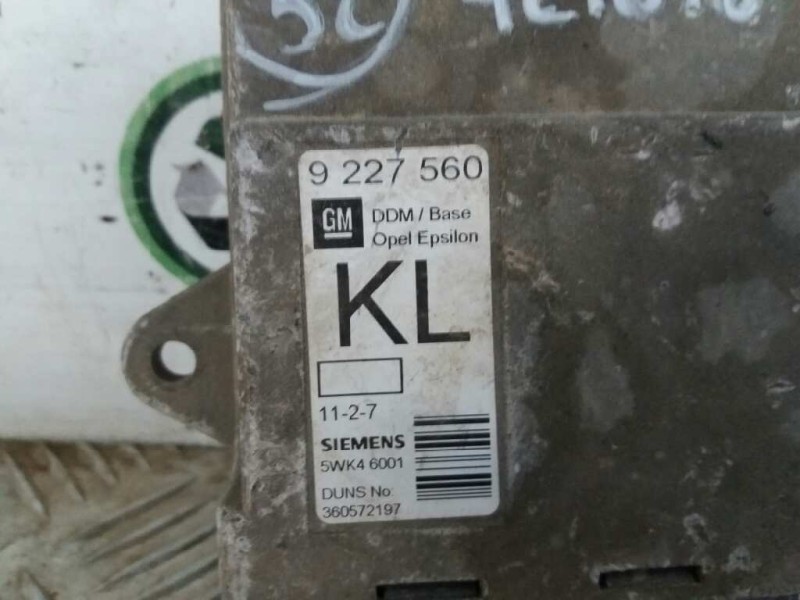 9 227 560
GM DDM / Base
Opel Epsilon
KL
11-2-7
SIEMENS
5WK4 6001
DUNS No:
360572197